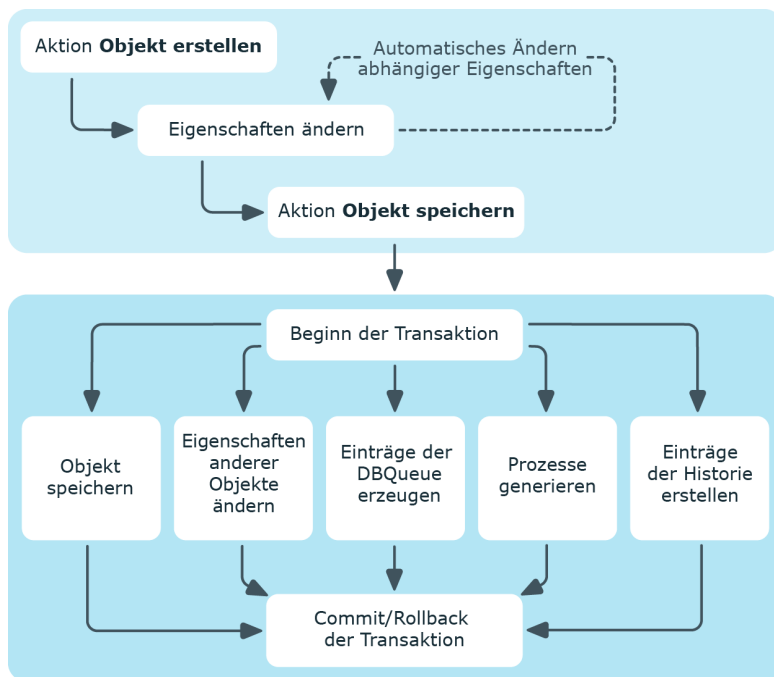 Aktion Objekt erstellen
Automatisches Ändern
abhängiger Eigenschaften
Eigenschaften ändern
Aktion Objekt speichern
Beginn der Transaktion
Objekt
speichern
Eigenschaften
anderer
Objekte
ändern
Einträge der
DBQueue
erzeugen
Prozesse
generieren
Einträge
der Historie
erstellen
Commit/Rollback
der Transaktion